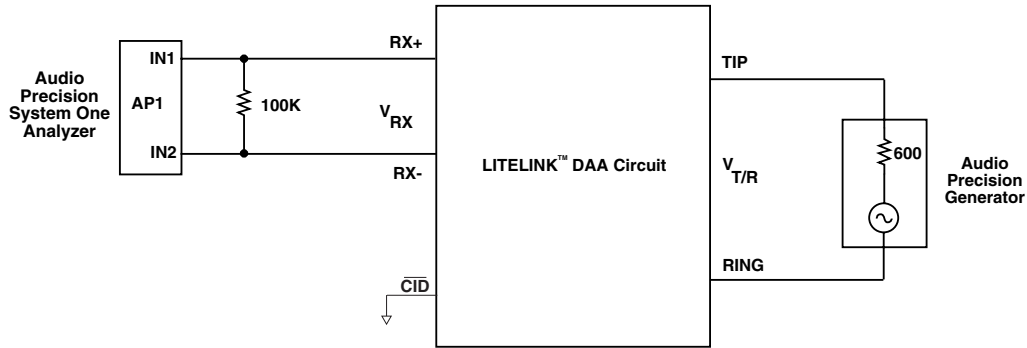 Audio
Precision
System One
Analyzer
IN1
AP1
IN2
100K
RX+
V
RX
RX-
CID
LITELINK™ DAA Circuit
TIP
V
T/R
RING
600
Audio
Precision
Generator